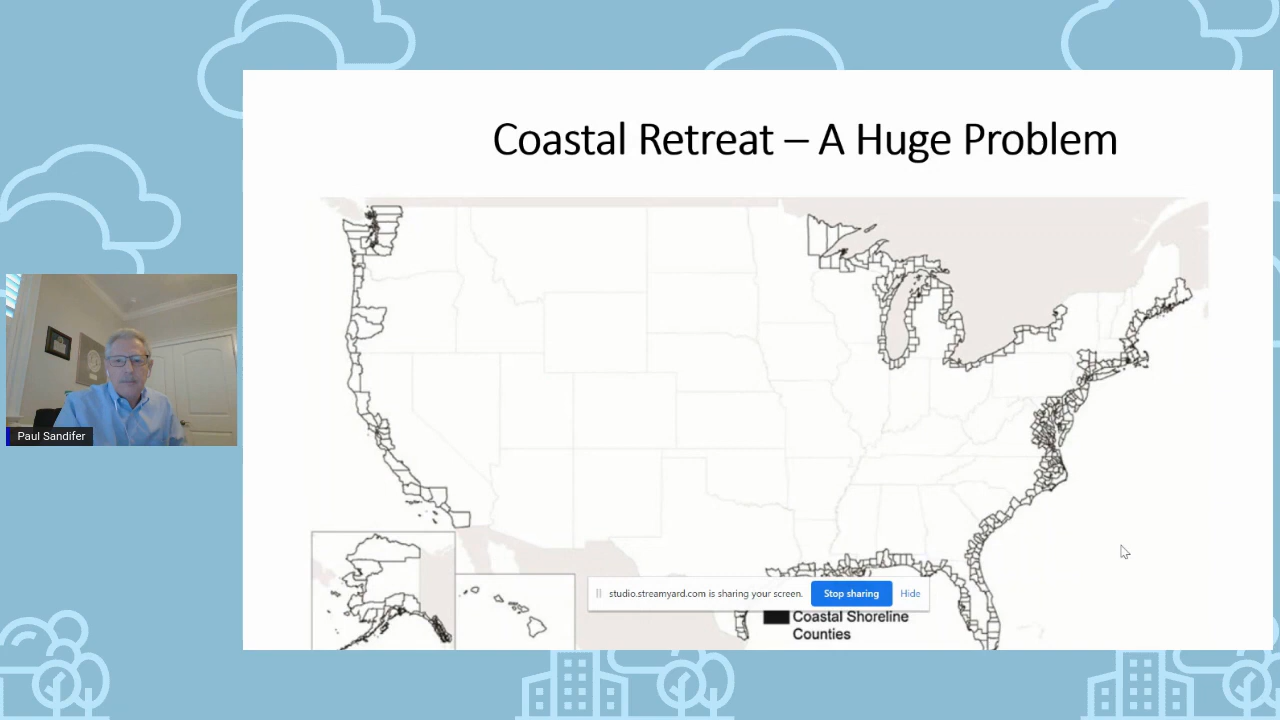 Coastal Retreat – A Huge Problem
Paul Sandifer
studio.streamyard.com is sharing your screen.
Stop sharing
Hide
Coastal Shoreline
Counties